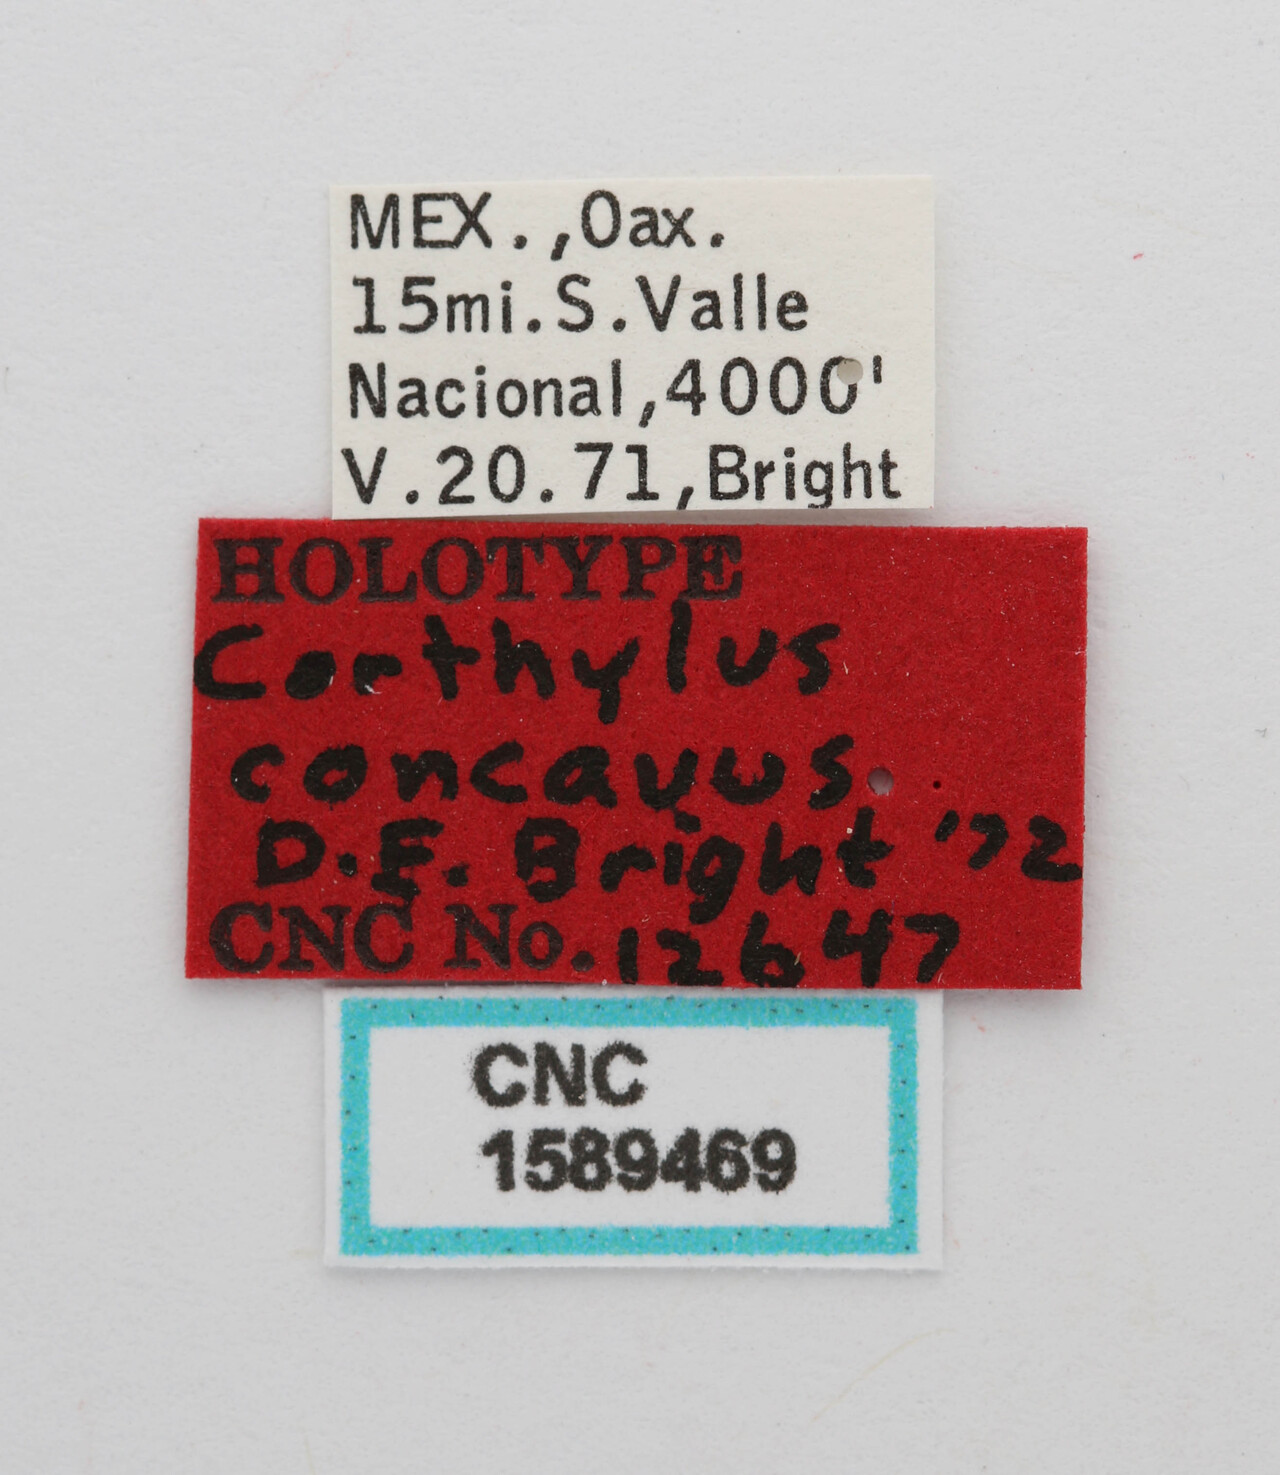 MEX.,Oax.
15mi.S.Valle
Nacional,4000'
V.20.71,Bright
HOLOTYPE
Corthylus
concavus
D.E. Bright '72
CNC No. 12647
CNC
1589469